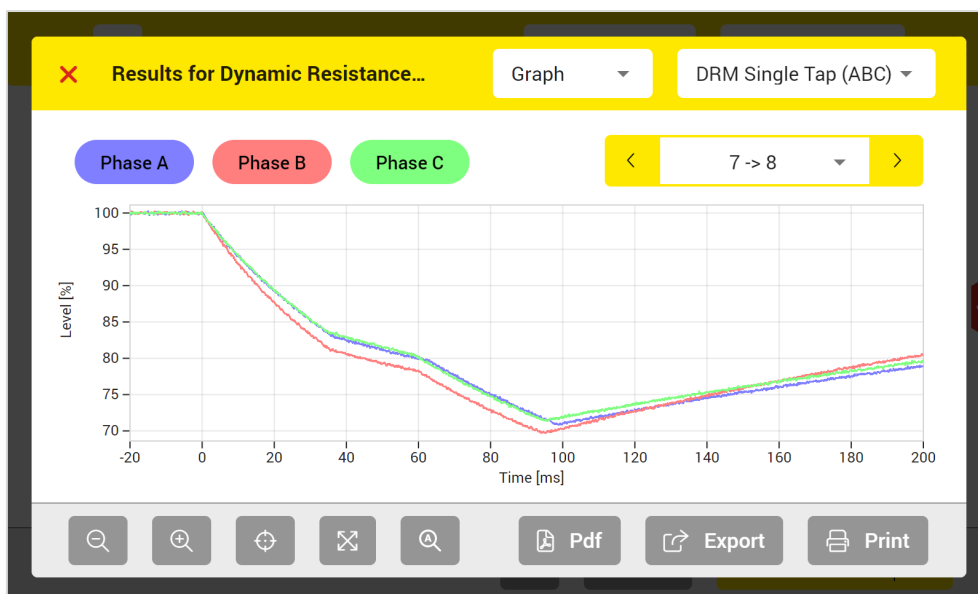 Results for Dynamic Resistance…
Graph
DRM Single Tap (ABC)
Phase A
Phase B
Phase C
7 -> 8
Level [%]
100
95
90
85
80
75
70
-20 0 20 40 60 80 100 120 140 160 180 200
Time [ms]
A
Pdf
Export
Print